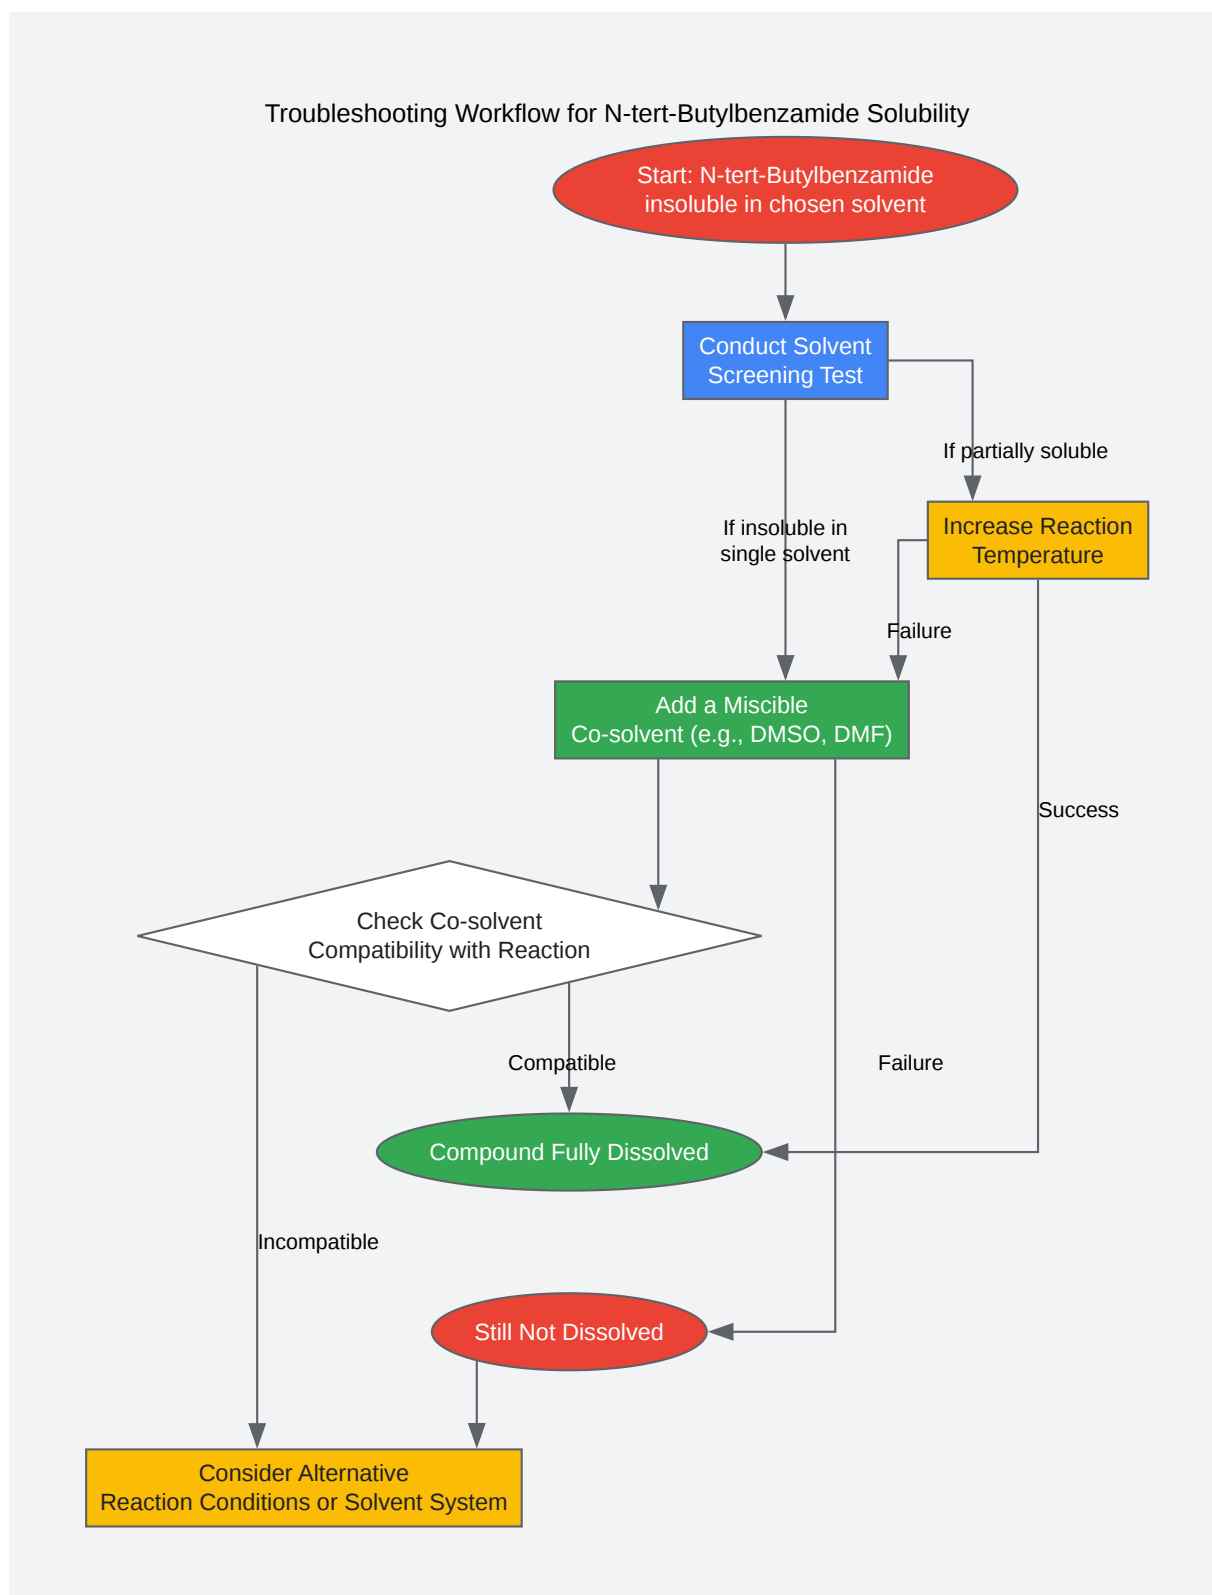 Troubleshooting Workflow for N-tert-Butylbenzamide Solubility
Start: N-tert-Butylbenzamide
insoluble in chosen solvent
Conduct Solvent
Screening Test
If partially soluble
If insoluble in
single solvent
Increase Reaction
Temperature
Failure
Add a Miscible
Co-solvent (e.g., DMSO, DMF)
Success
Check Co-solvent
Compatibility with Reaction
Compatible
Failure
Compound Fully Dissolved
Incompatible
Still Not Dissolved
Consider Alternative
Reaction Conditions or Solvent System